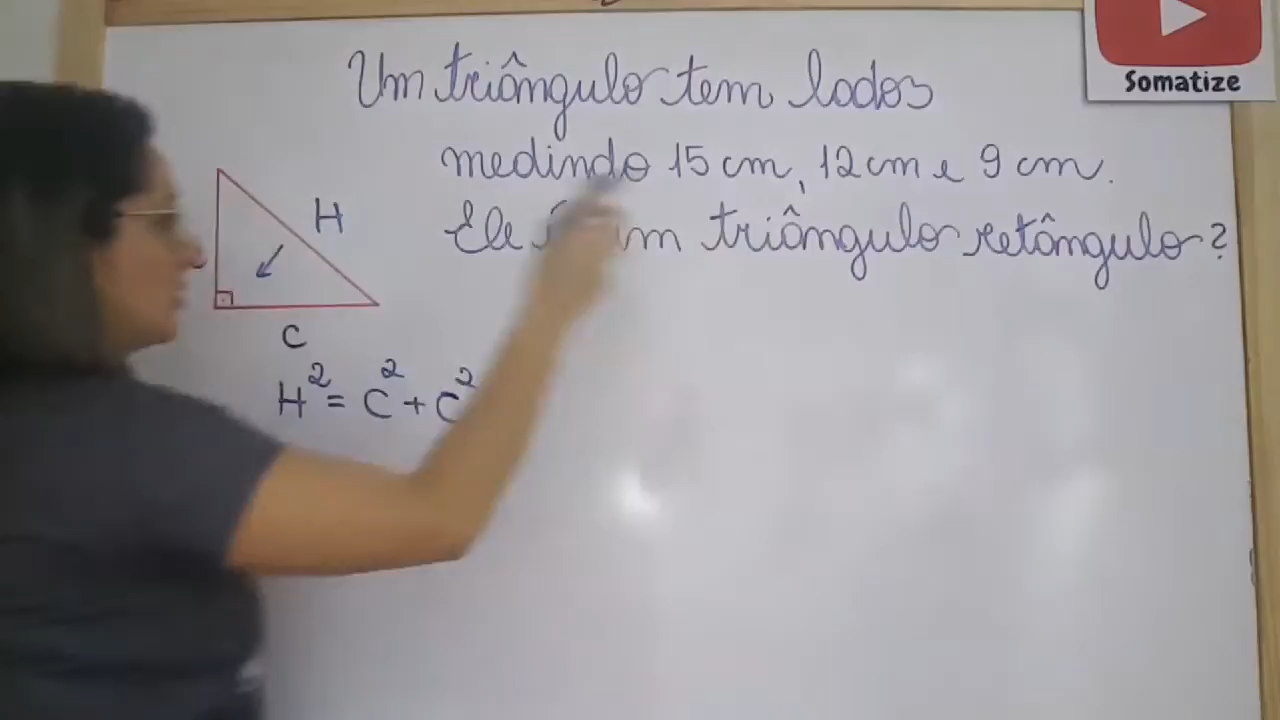 Somatize
Um triângulo tem lados
medindo 15 cm, 12 cm e 9 cm.
Ele um triângulo retângulo?
H
C
H² = C² + C²